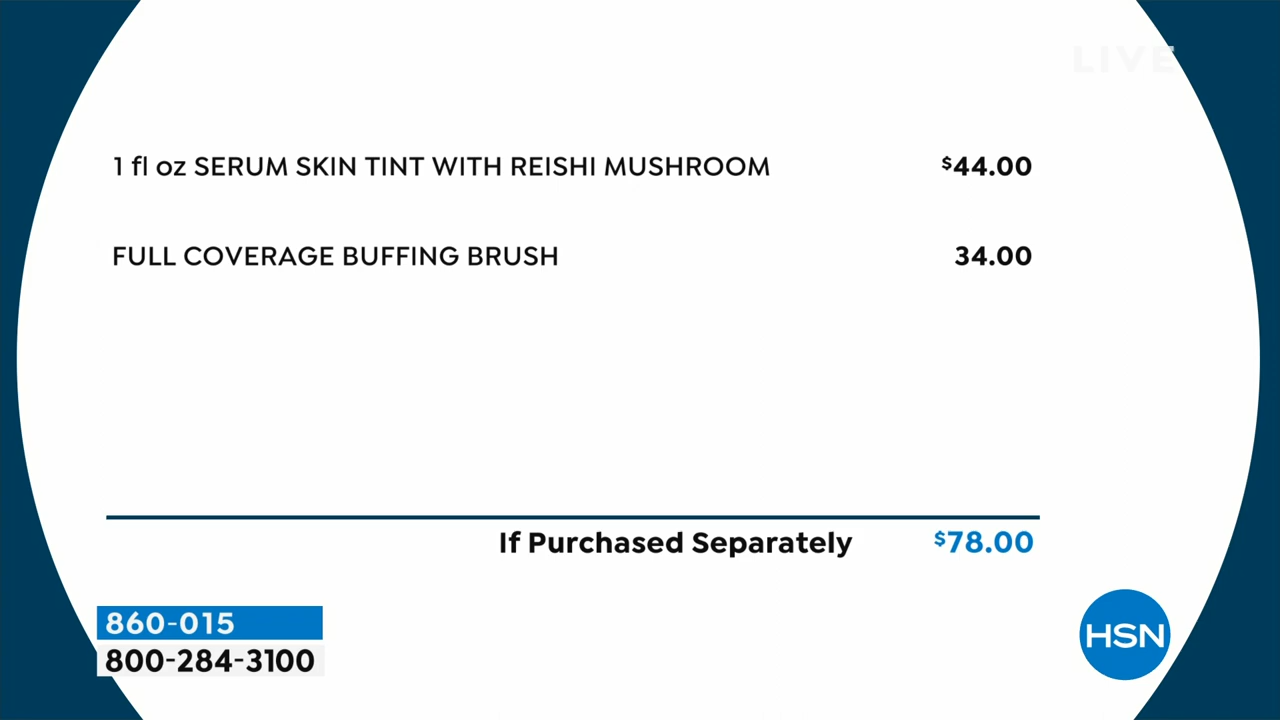 LIVE
1 fl oz SERUM SKIN TINT WITH REISHI MUSHROOM $44.00
FULL COVERAGE BUFFING BRUSH 34.00
If Purchased Separately $78.00
860-015
800-284-3100
HSN